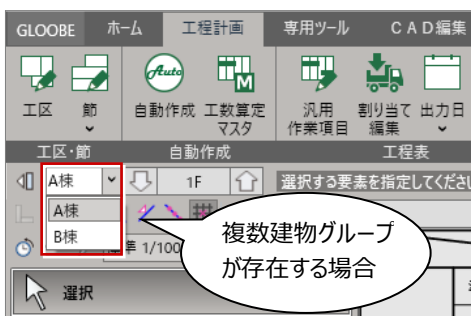 GLOOBE ホーム 工程計画 専用ツール CAD編集
Auto M
工区 節 自動作成 工数算定 汎用 割り当て 出力日
マスタ 作業項目 編集
工区・節 自動作成 工程表
A棟 1F 選択する要素を指定してください
A棟
B棟
準 1/100
複数建物グループ
が存在する場合
選択